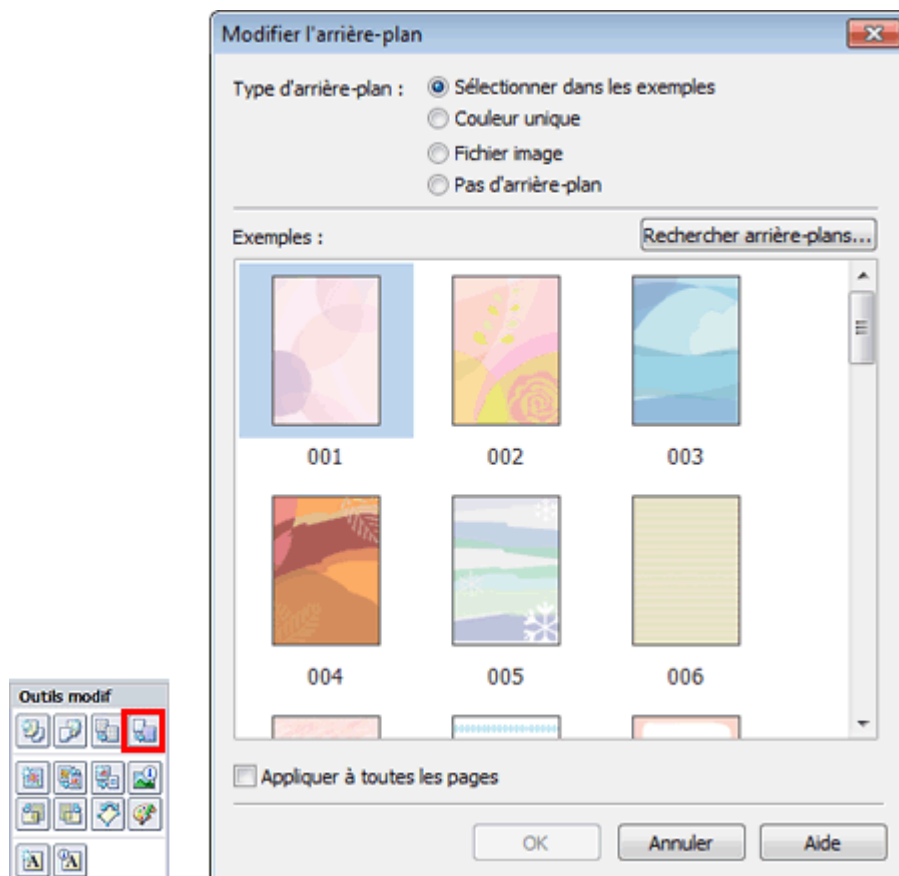 Modifier l'arrière-plan
Type d'arrière-plan :
Sélectionner dans les exemples
Couleur unique
Fichier image
Pas d'arrière-plan
Exemples :
Rechercher arrière-plans...
001 002 003
004 005 006
Outils modif
A A
Appliquer à toutes les pages
OK Annuler Aide